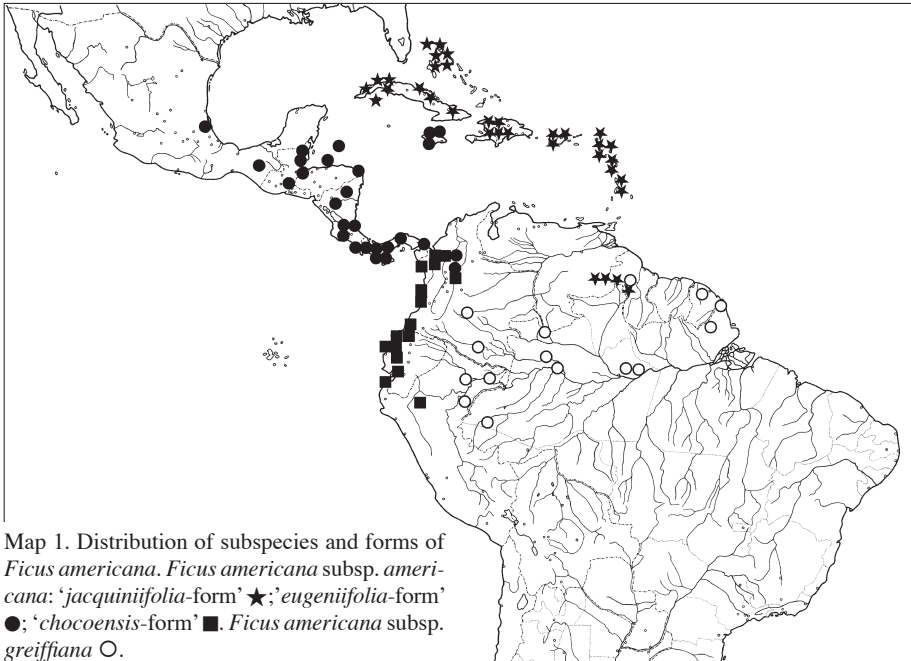 Map 1. Distribution of subspecies and forms of
Ficus americana. Ficus americana subsp. ameri-
cana: ‘jacquiniifolia-form’ ★;’eugeniifolia-form’
●; ‘chocoensis-form’ ■. Ficus americana subsp.
greiffiana ○.